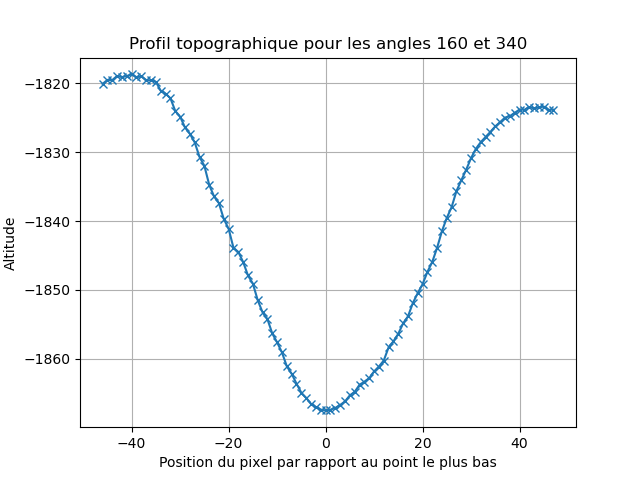 Profil topographique pour les angles 160 et 340
−1820
−1830
−1840
−1850
−1860
Altitude
−40 −20 0 20 40
Position du pixel par rapport au point le plus bas